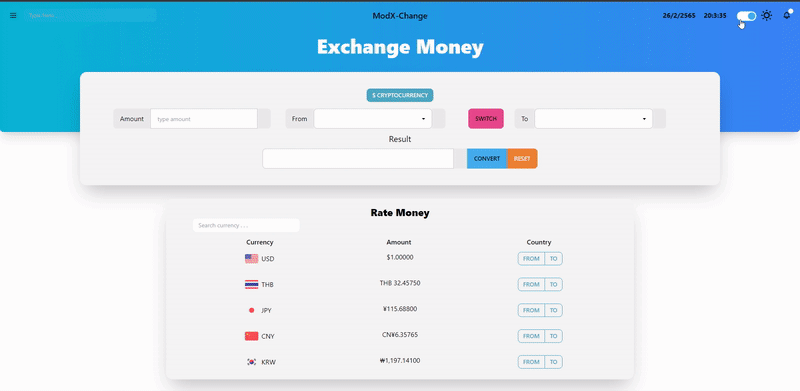 Type here
ModX-Change
26/2/2565 20:3:35
Exchange Money
$ CRYPTOCURRENCY
Amount type amount From SWITCH To
Result
CONVERT RESET
Rate Money
Search currency . . . .
Currency Amount Country
USD $1.00000 FROM TO
THB THB 32.45750 FROM TO
JPY ¥115.68800 FROM TO
CNY CN¥6.35765 FROM TO
KRW ₩1,197.14100 FROM TO